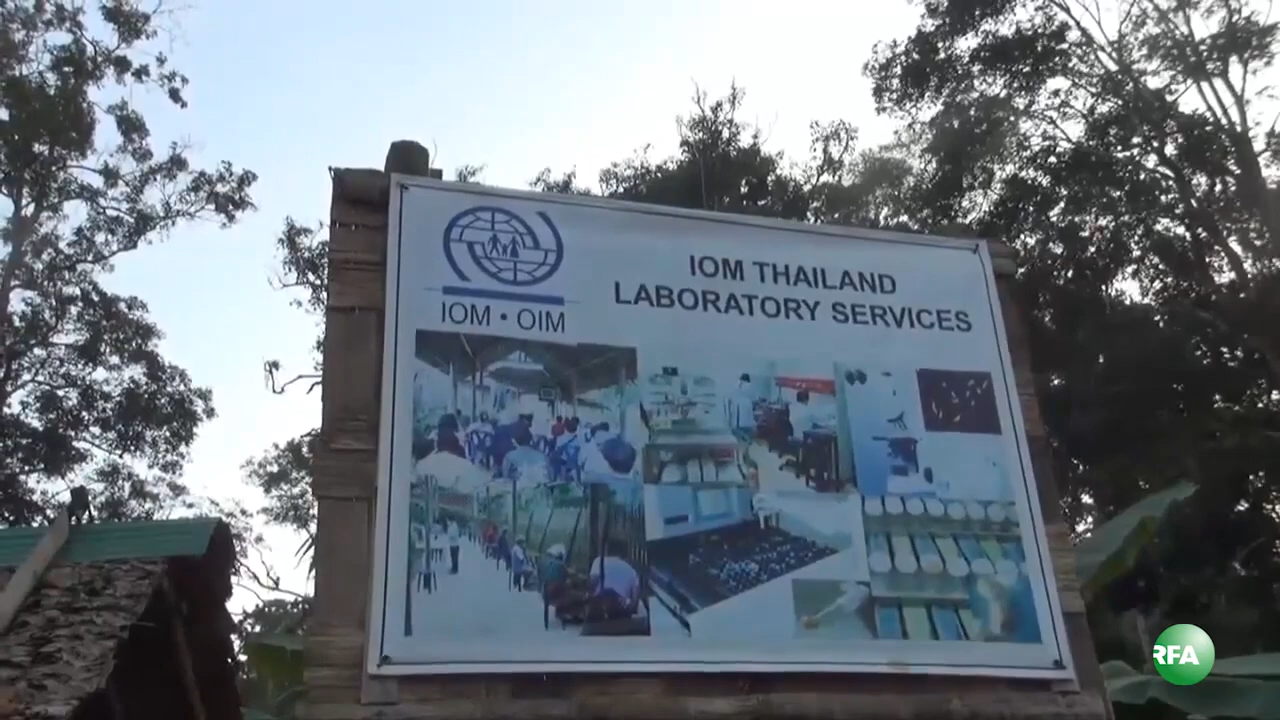 IOM • OIM
IOM THAILAND
LABORATORY SERVICES
RFA